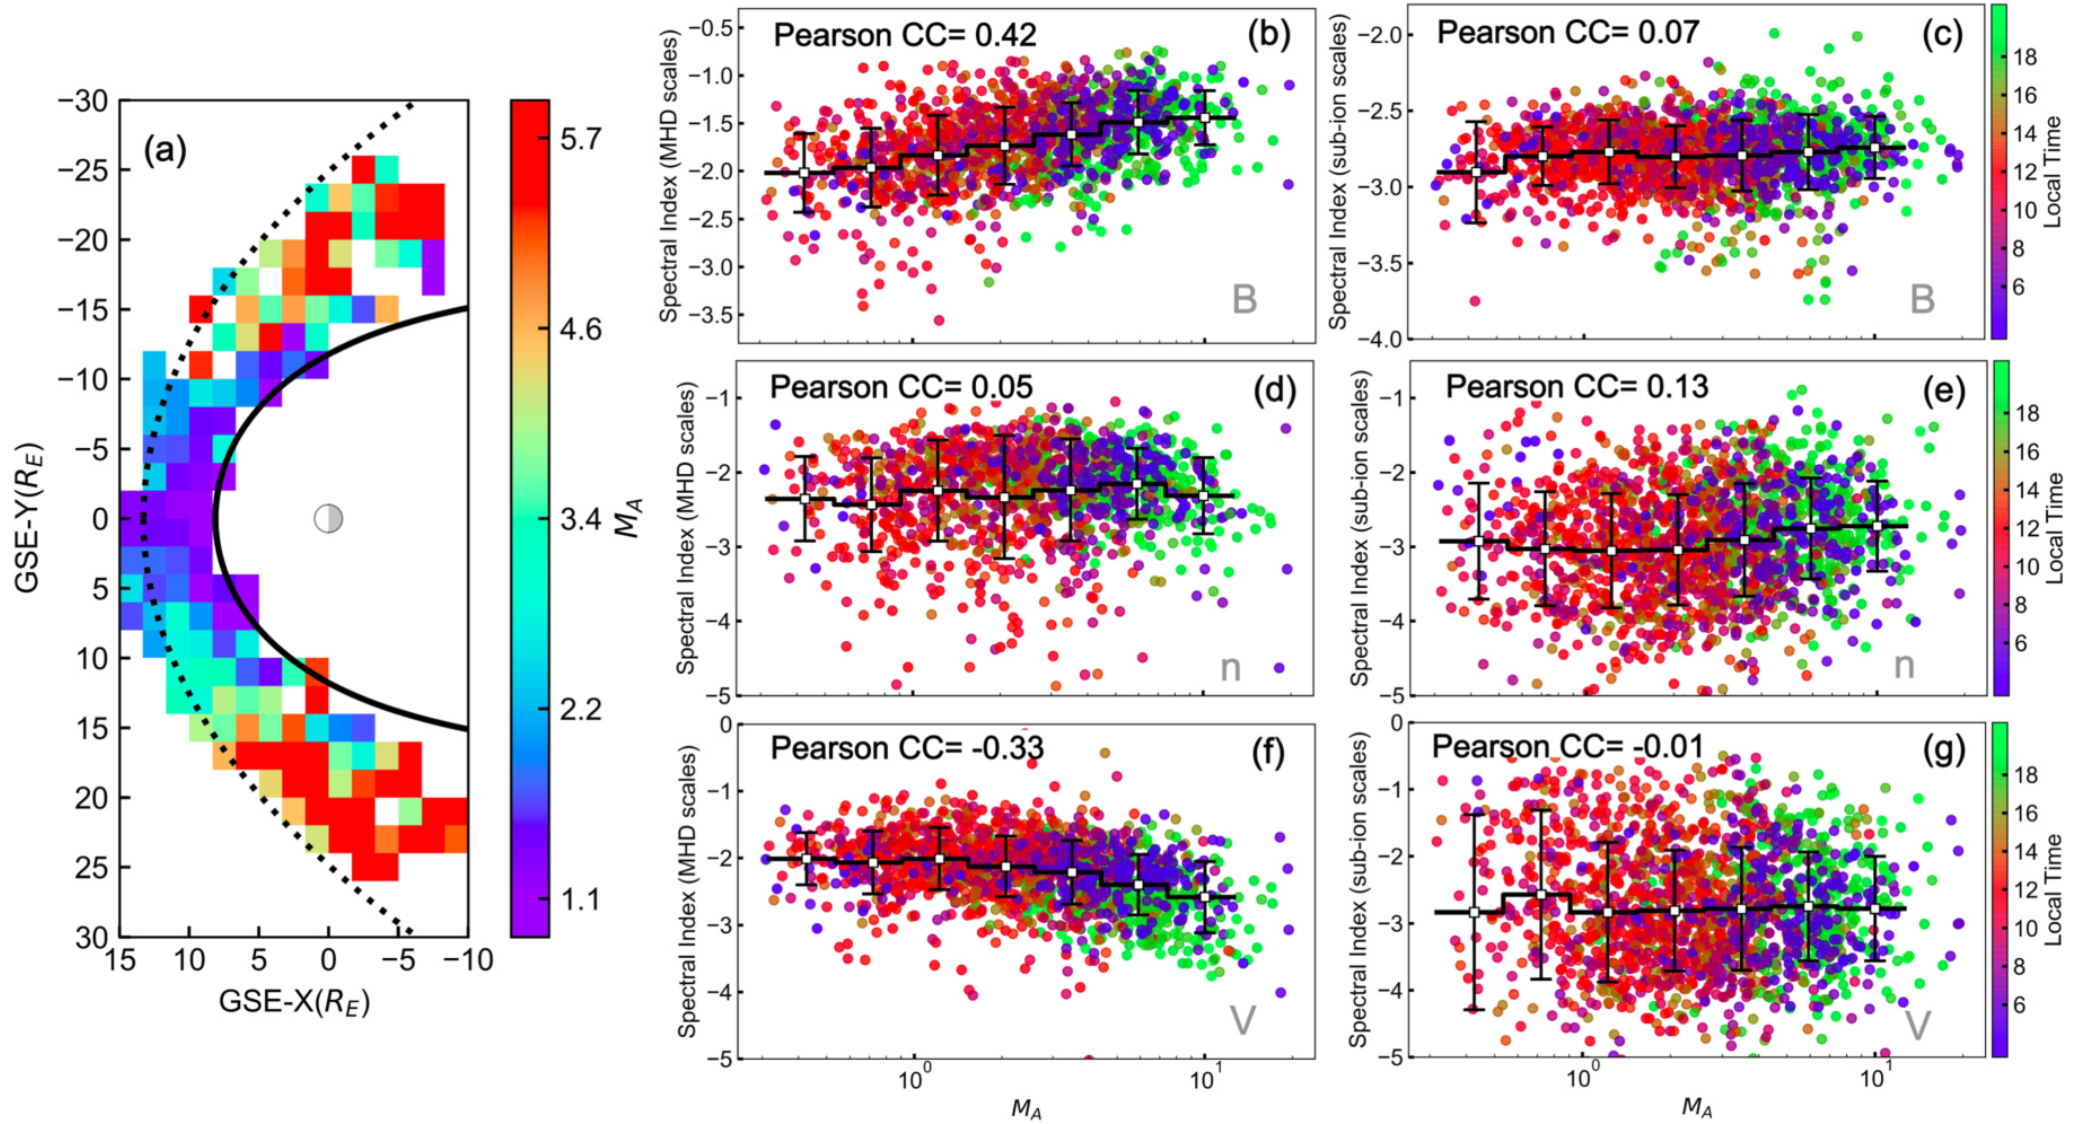 (a)
−30
−25
−20
−15
−10
−5
0
5
10
15
20
25
30
GSE-Y(R_E)
15 10 5 0 −5 −10
GSE-X(R_E)
5.7
4.6
3.4
2.2
1.1
M_A
Pearson CC= 0.42 (b)
−0.5
−1.0
−1.5
−2.0
−2.5
−3.0
−3.5
Spectral Index (MHD scales)
B
Pearson CC= 0.07 (c)
−2.0
−2.5
−3.0
−3.5
−4.0
Spectral Index (sub-ion scales)
B
18
16
14
12
10
8
6
Local Time
Pearson CC= 0.05 (d)
−1
−2
−3
−4
−5
Spectral Index (MHD scales)
n
Pearson CC= 0.13 (e)
−1
−2
−3
−4
−5
Spectral Index (sub-ion scales)
n
18
16
14
12
10
8
6
Local Time
Pearson CC= -0.33 (f)
0
−1
−2
−3
−4
−5
Spectral Index (MHD scales)
V
10⁰ 10¹
M_A
Pearson CC= -0.01 (g)
0
−1
−2
−3
−4
−5
Spectral Index (sub-ion scales)
V
10⁰ 10¹
M_A
18
16
14
12
10
8
6
Local Time